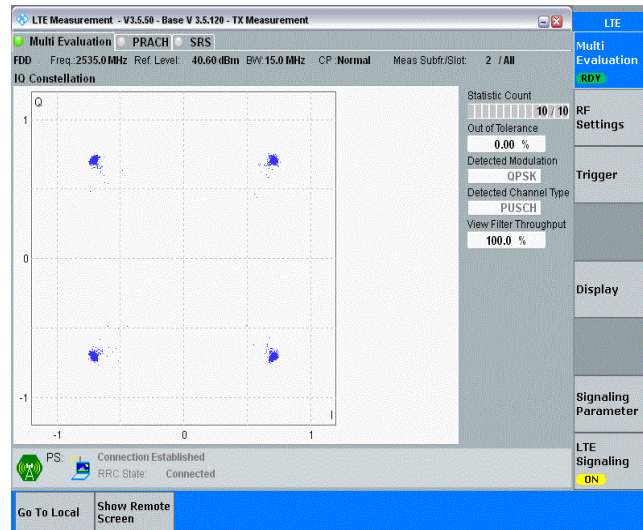 LTE Measurement - V3.5.50 - Base V 3.5.120 - TX Measurement
LTE
Multi Evaluation PRACH SRS
Multi
Evaluation
RDY
FDD Freq.:2535.0 MHz Ref. Level: 40.60 dBm BW:15.0 MHz CP :Normal Meas Subfr./Slot: 2 / All
IQ Constellation
Q
1
0
-1
I
-1 0 1
Statistic Count
10 / 10
Out of Tolerance
0.00 %
Detected Modulation
QPSK
Detected Channel Type
PUSCH
View Filter Throughput
100.0 %
RF
Settings
Trigger
Display
Signaling
Parameter
LTE
Signaling
ON
PS: Connection Established
RRC State: Connected
Go To Local
Show Remote
Screen